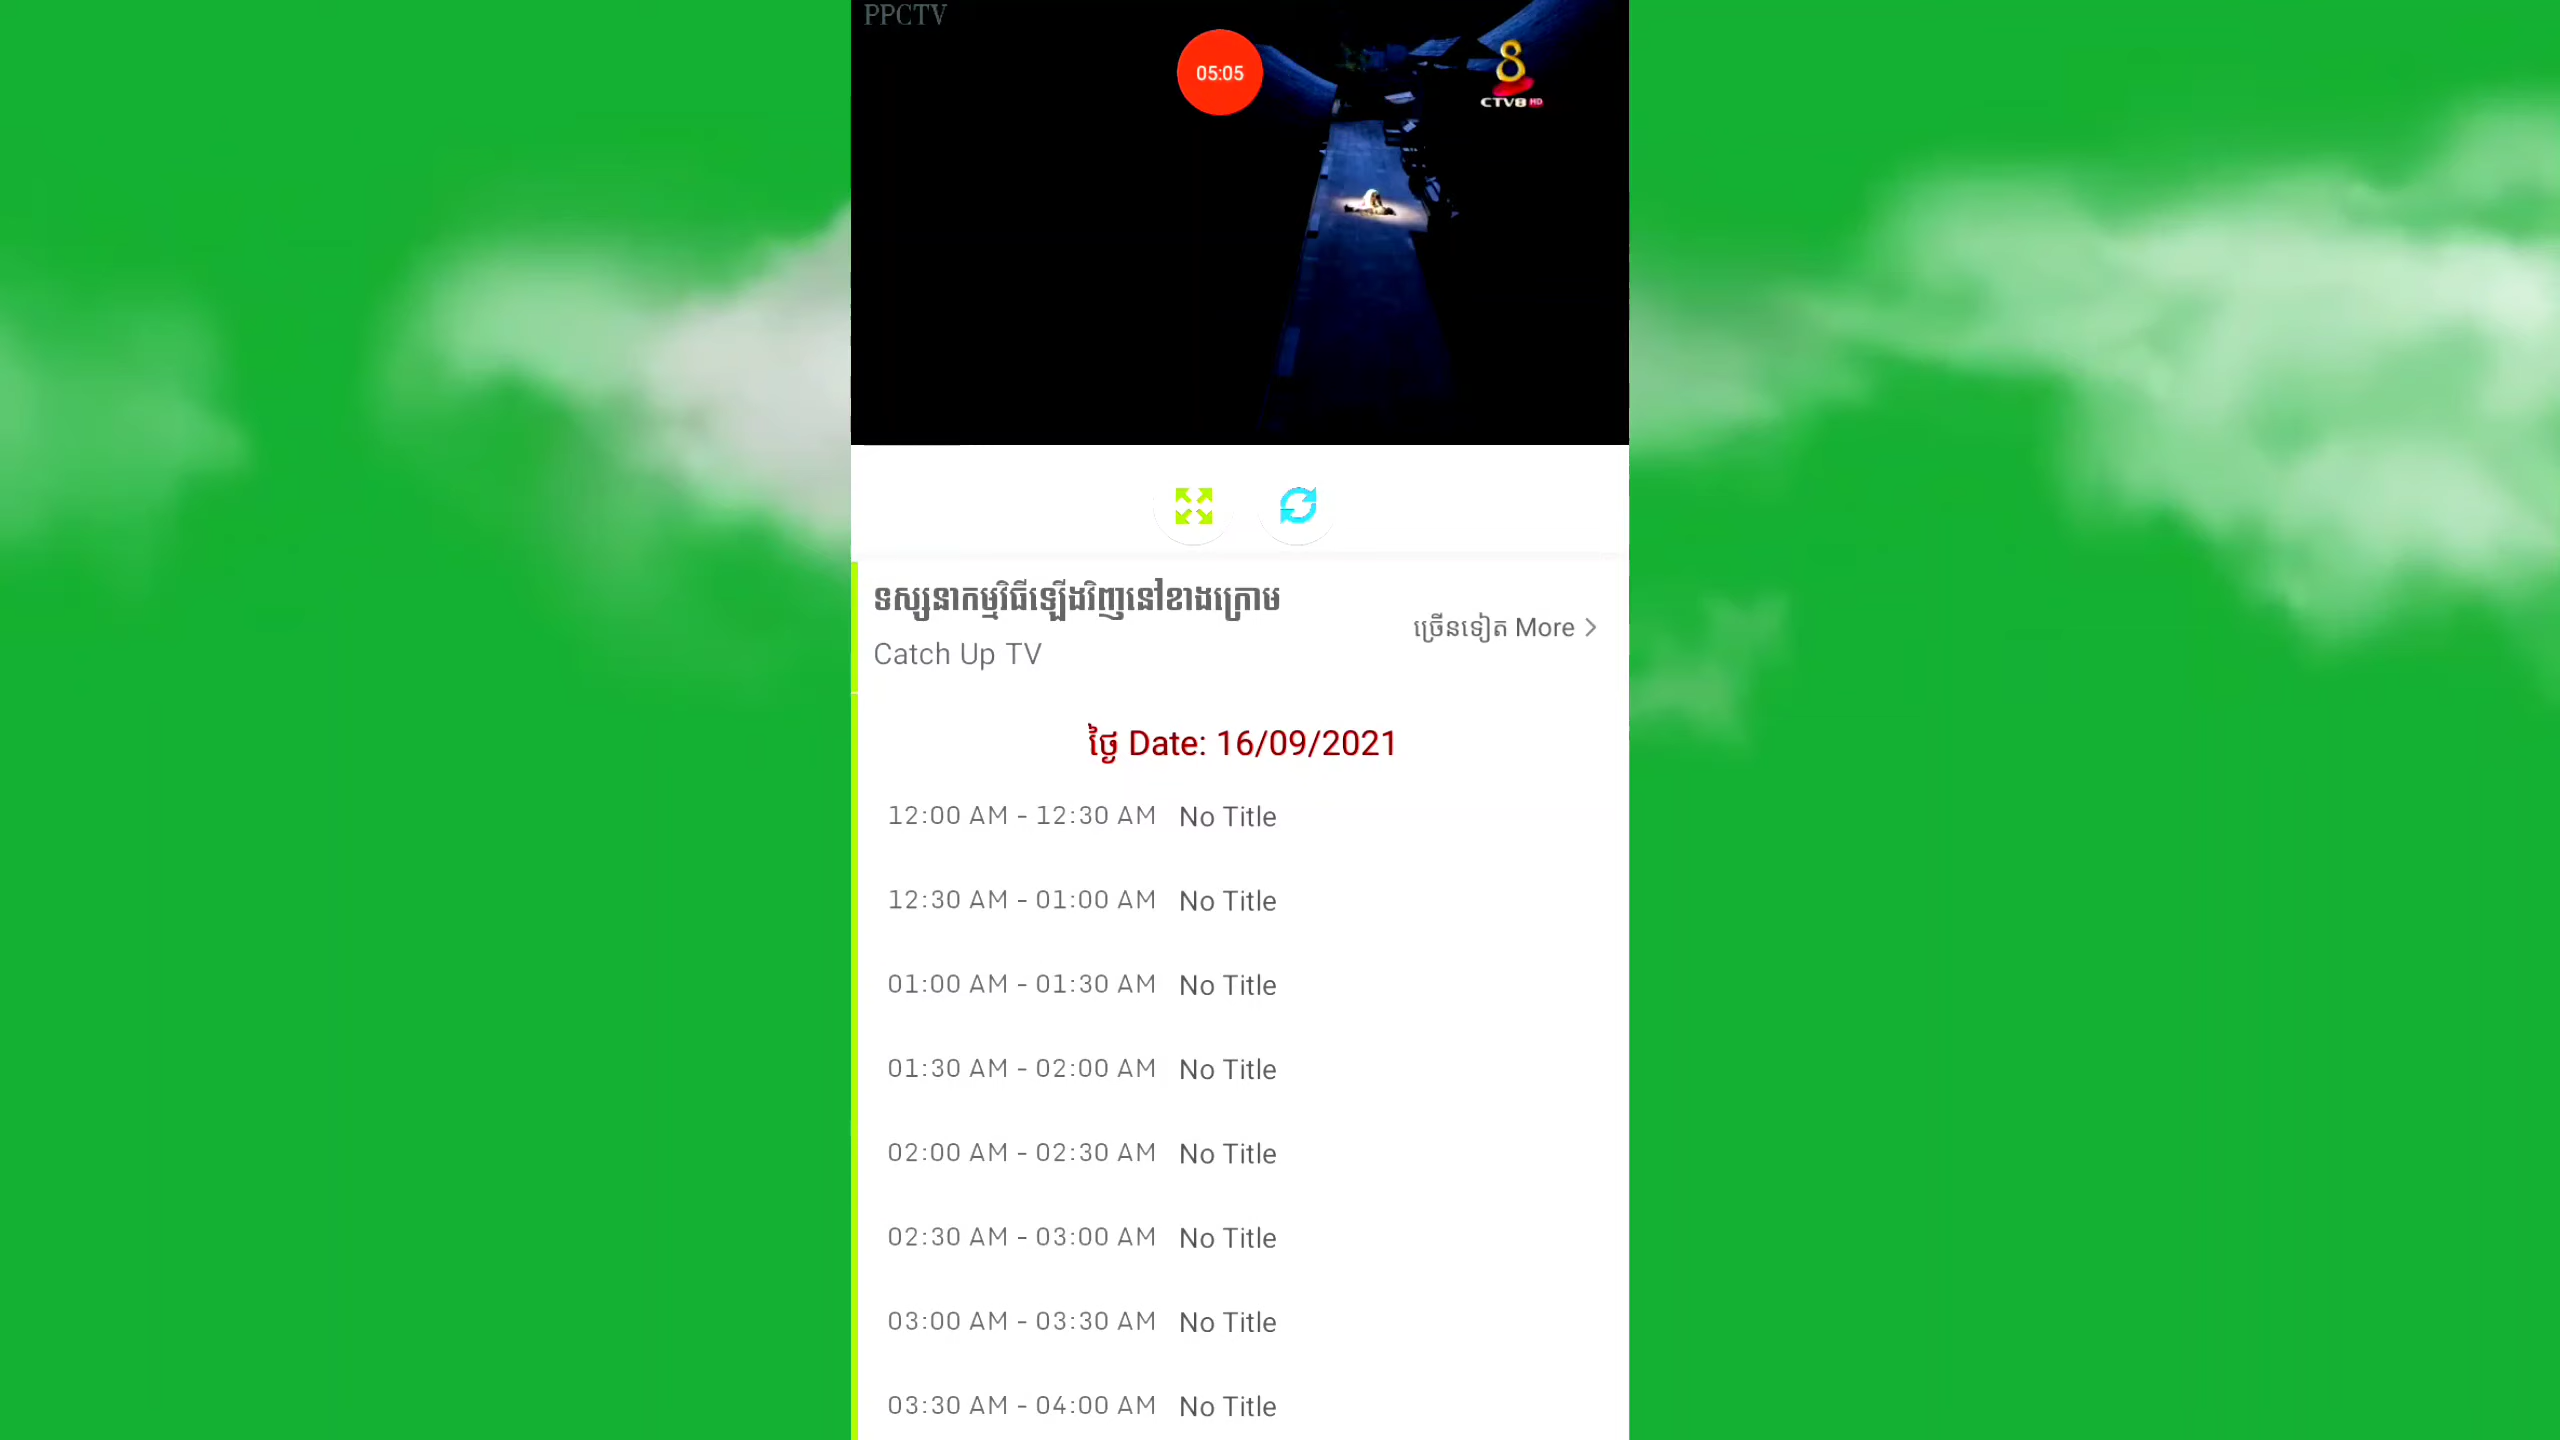 PPCTV
05:05
8
CTV8 HD
ទស្សនាកម្មវិធីឡើងវិញនៅខាងក្រោម
Catch Up TV
ច្រើនទៀត More
ថ្ងៃ Date: 16/09/2021
12:00 AM - 12:30 AM No Title
12:30 AM - 01:00 AM No Title
01:00 AM - 01:30 AM No Title
01:30 AM - 02:00 AM No Title
02:00 AM - 02:30 AM No Title
02:30 AM - 03:00 AM No Title
03:00 AM - 03:30 AM No Title
03:30 AM - 04:00 AM No Title